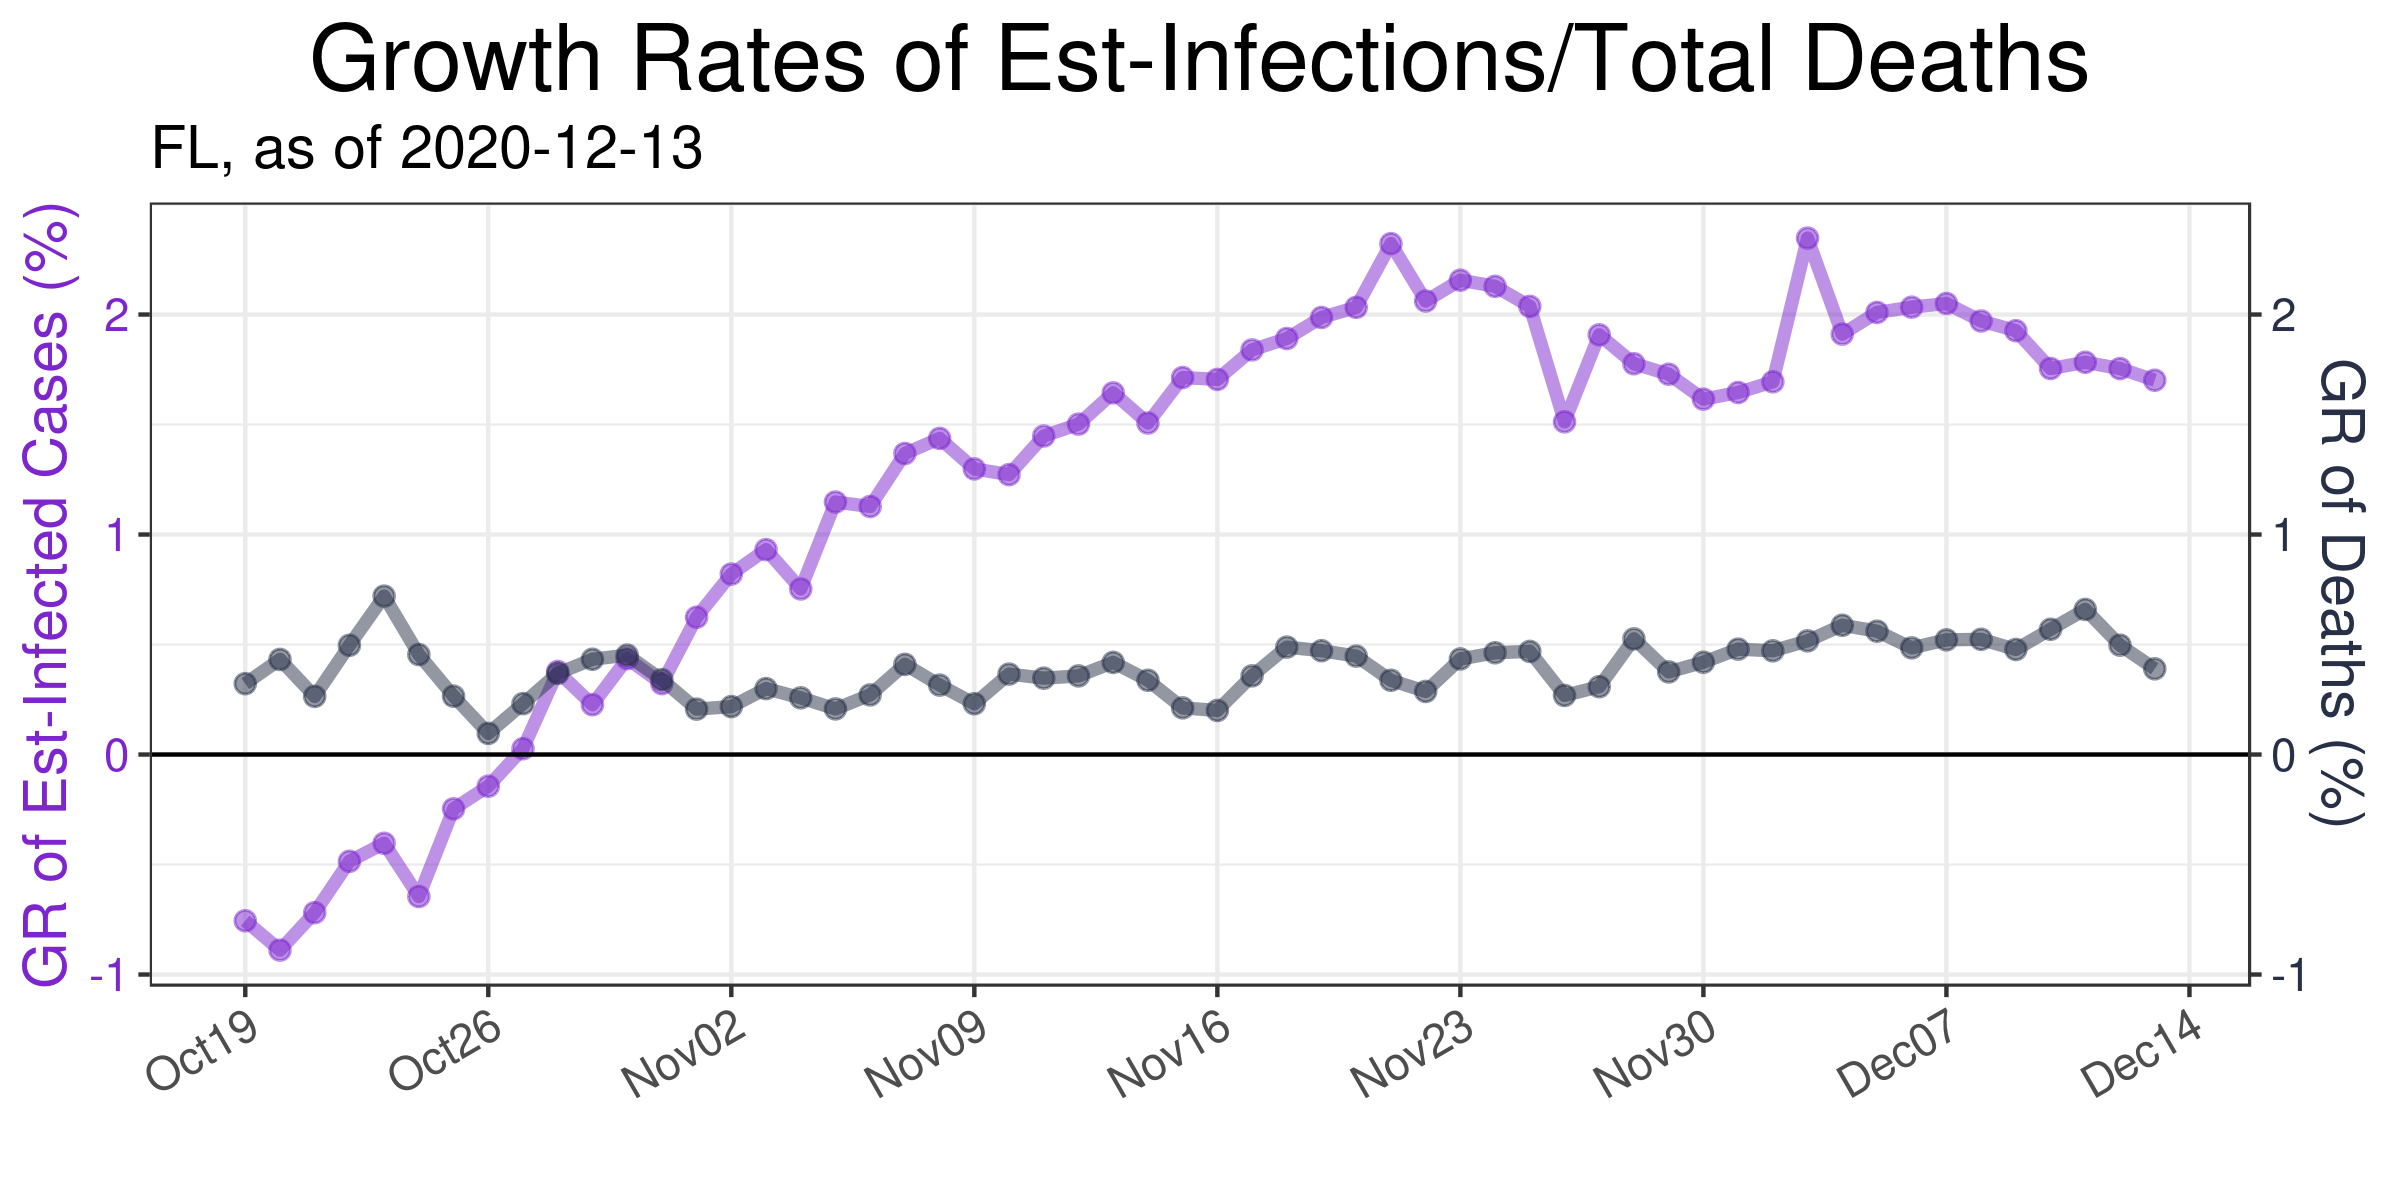 Growth Rates of Est-Infections/Total Deaths
FL, as of 2020-12-13
GR of Est-Infected Cases (%)
2
1
0
-1
2
1
0
-1
GR of Deaths (%)
Oct19
Oct26
Nov02
Nov09
Nov16
Nov23
Nov30
Dec07
Dec14